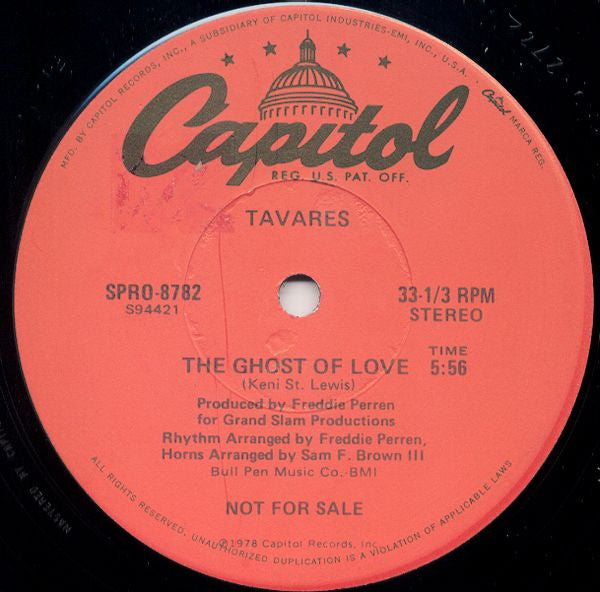 MFD. BY CAPITOL RECORDS, INC., A SUBSIDIARY OF CAPITOL INDUSTRIES-EMI, INC., U.S.A.
Capitol MARCA REG.
Capitol
REG. U.S. PAT. OFF.
TAVARES
SPRO-8782
S94421
33-1/3 RPM
STEREO
THE GHOST OF LOVE
TIME
5:56
(Keni St. Lewis)
Produced by Freddie Perren
for Grand Slam Productions
Rhythm Arranged by Freddie Perren,
Horns Arranged by Sam F. Brown III
Bull Pen Music Co.-BMI
NOT FOR SALE
ⓟ1978 Capitol Records, Inc.
ALL RIGHTS RESERVED. UNAUTHORIZED DUPLICATION IS A VIOLATION OF APPLICABLE LAWS
MASTERED BY